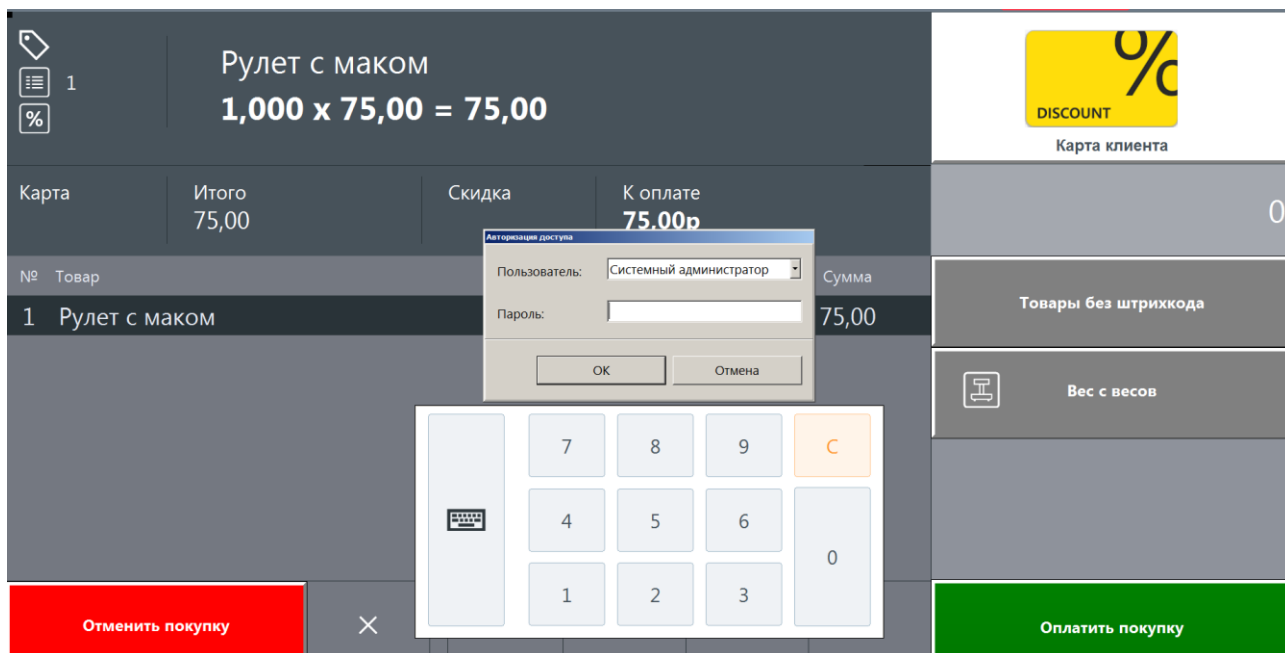 1
%
Рулет с маком
1,000 x 75,00 = 75,00
%
DISCOUNT
Карта клиента
Карта
Итого
75,00
Скидка
К оплате
75,00р
0
Авторизация доступа
Пользователь:
Системный администратор
Пароль:
ОК
Отмена
№ Товар
Сумма
1 Рулет с маком
75,00
Товары без штрихкода
Вес с весов
7 8 9 C
4 5 6
0
1 2 3
Отменить покупку
Оплатить покупку